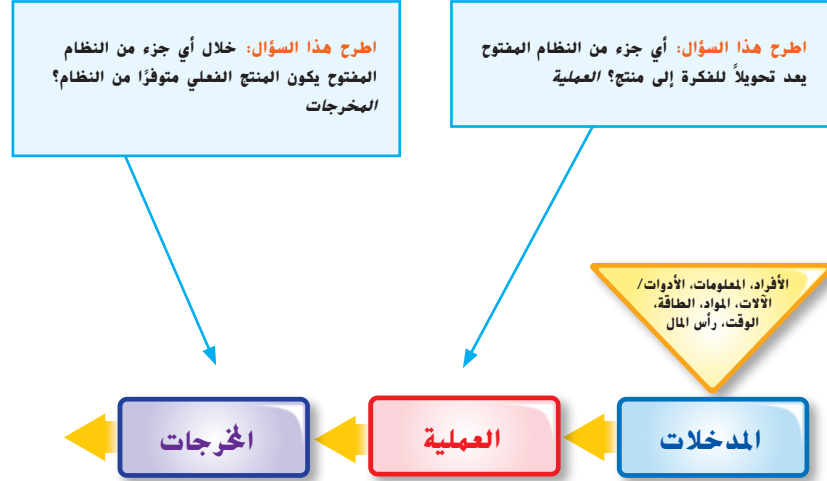 اطرح هذا السؤال: أي جزء من النظام المفتوح
يعد تحويلاً للفكرة إلى منتج؟ العملية
اطرح هذا السؤال: خلال أي جزء من النظام
المفتوح يكون المنتج الفعلي متوفرًا من النظام؟
المخرجات
الأفراد، المعلومات، الأدوات/
الآلات، المواد، الطاقة،
الوقت، رأس المال
المدخلات
العملية
المخرجات